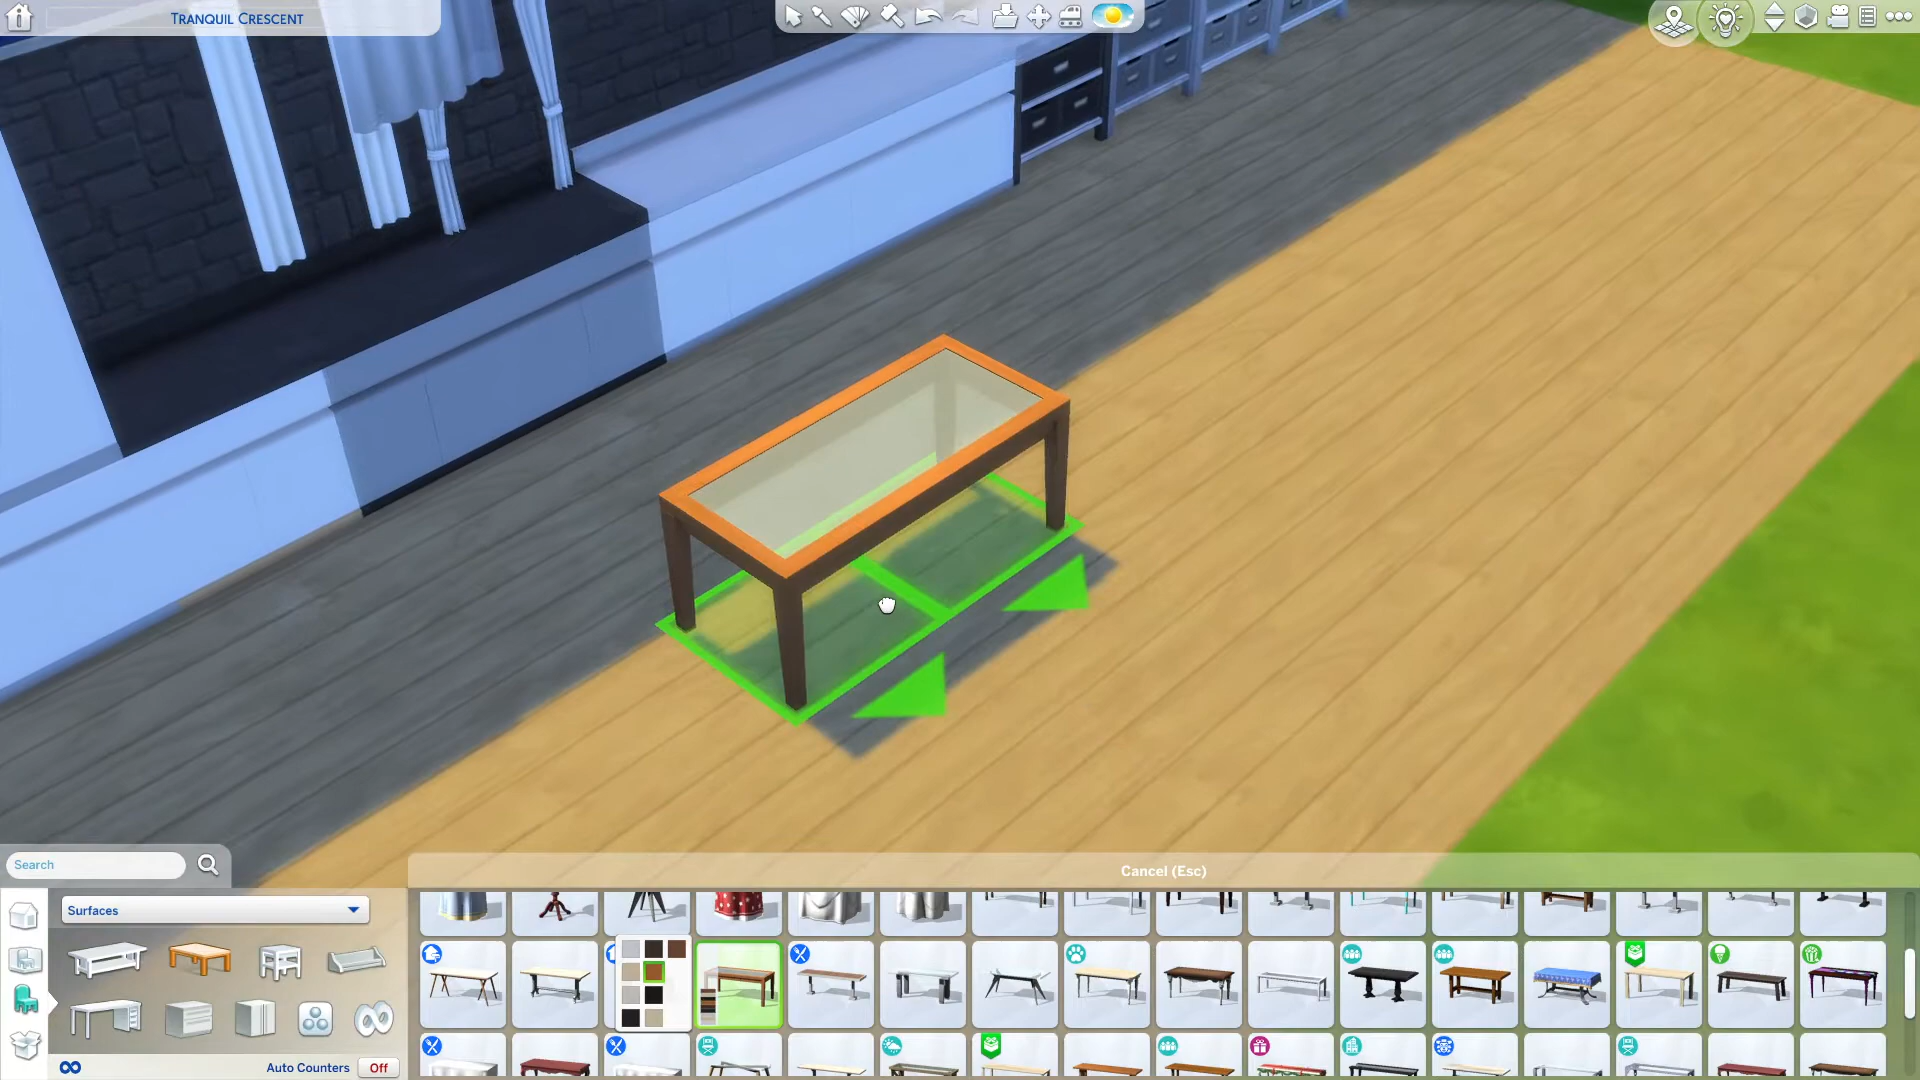 TRANQUIL CRESCENT
Cancel (Esc)
Search
Surfaces
Auto Counters
Off